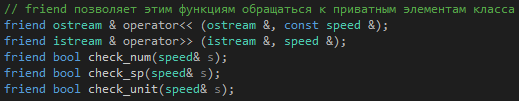 // friend позволяет этим функциям обращаться к приватным элементам класса
friend ostream & operator<< (ostream &, const speed &);
friend istream & operator>> (istream &, speed &);
friend bool check_num(speed& s);
friend bool check_sp(speed& s);
friend bool check_unit(speed& s);